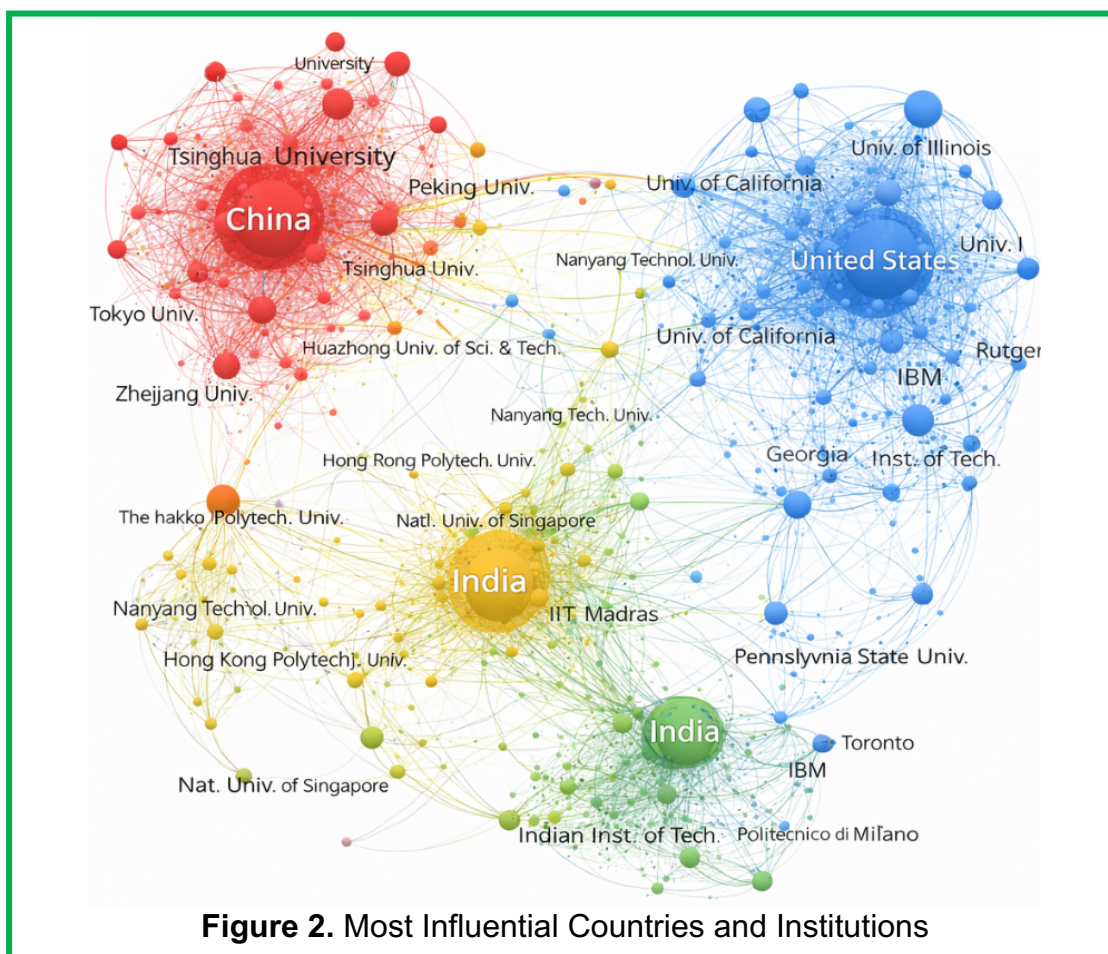 University
Tsinghua University
Peking Univ.
China
Tsinghua Univ.
Tokyo Univ.
Huazhong Univ. of Sci. & Tech.
Zhejjang Univ.
Univ. of Illinois
Univ. of California
Univ. I
Nanyang Technol. Univ.
United States
Univ. of California
Rutger
IBM
Nanyang Tech. Univ.
Georgia Inst. of Tech.
Hong Rong Polytech. Univ.
The hakko Polytech. Univ.
Natl. Univ. of Singapore
India
IIT Madras
Nanyang Techhol. Univ.
Hong Kong Polytechj. Univ.
Pennslyvnia State Univ.
India
Toronto
IBM
Nat. Univ. of Singapore
Indian Inst. of Tech.
Politecnico di Milano
Figure 2. Most Influential Countries and Institutions